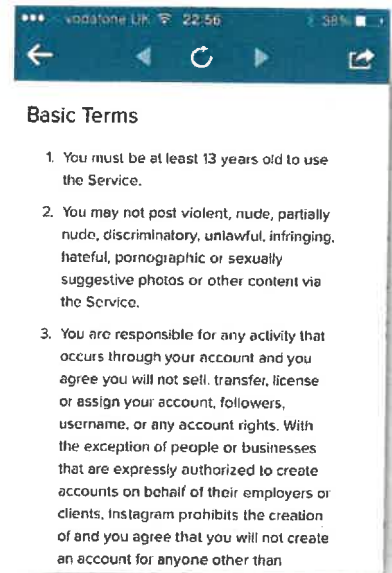 vodafone UK 22:56 38%
Basic Terms
1. You must be at least 13 years old to use
the Service.
2. You may not post violent, nude, partially
nude, discriminatory, unlawful, infringing,
hateful, pornographic or sexually
suggestive photos or other content via
the Service.
3. You are responsible for any activity that
occurs through your account and you
agree you will not sell, transfer, license
or assign your account, followers,
username, or any account rights. With
the exception of people or businesses
that are expressly authorized to create
accounts on behalf of their employers or
clients, Instagram prohibits the creation
of and you agree that you will not create
an account for anyone other than